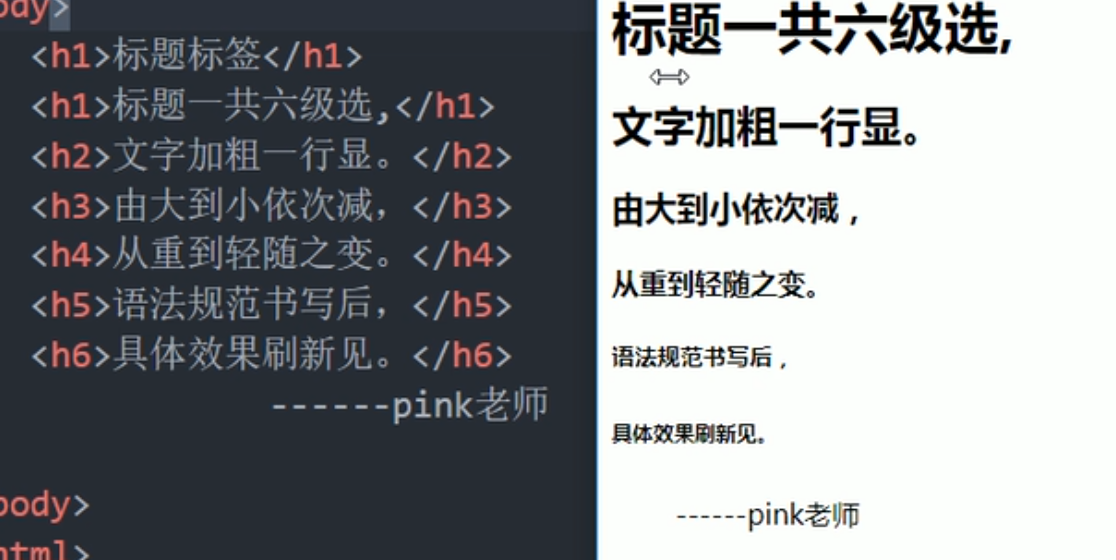 ody>
<h1>标题标签</h1>
<h1>标题一共六级选,</h1>
<h2>文字加粗一行显。</h2>
<h3>由大到小依次减，</h3>
<h4>从重到轻随之变。</h4>
<h5>语法规范书写后，</h5>
<h6>具体效果刷新见。</h6>
------pink老师
body>
html>
标题一共六级选,
文字加粗一行显。
由大到小依次减，
从重到轻随之变。
语法规范书写后，
具体效果刷新见。
------pink老师